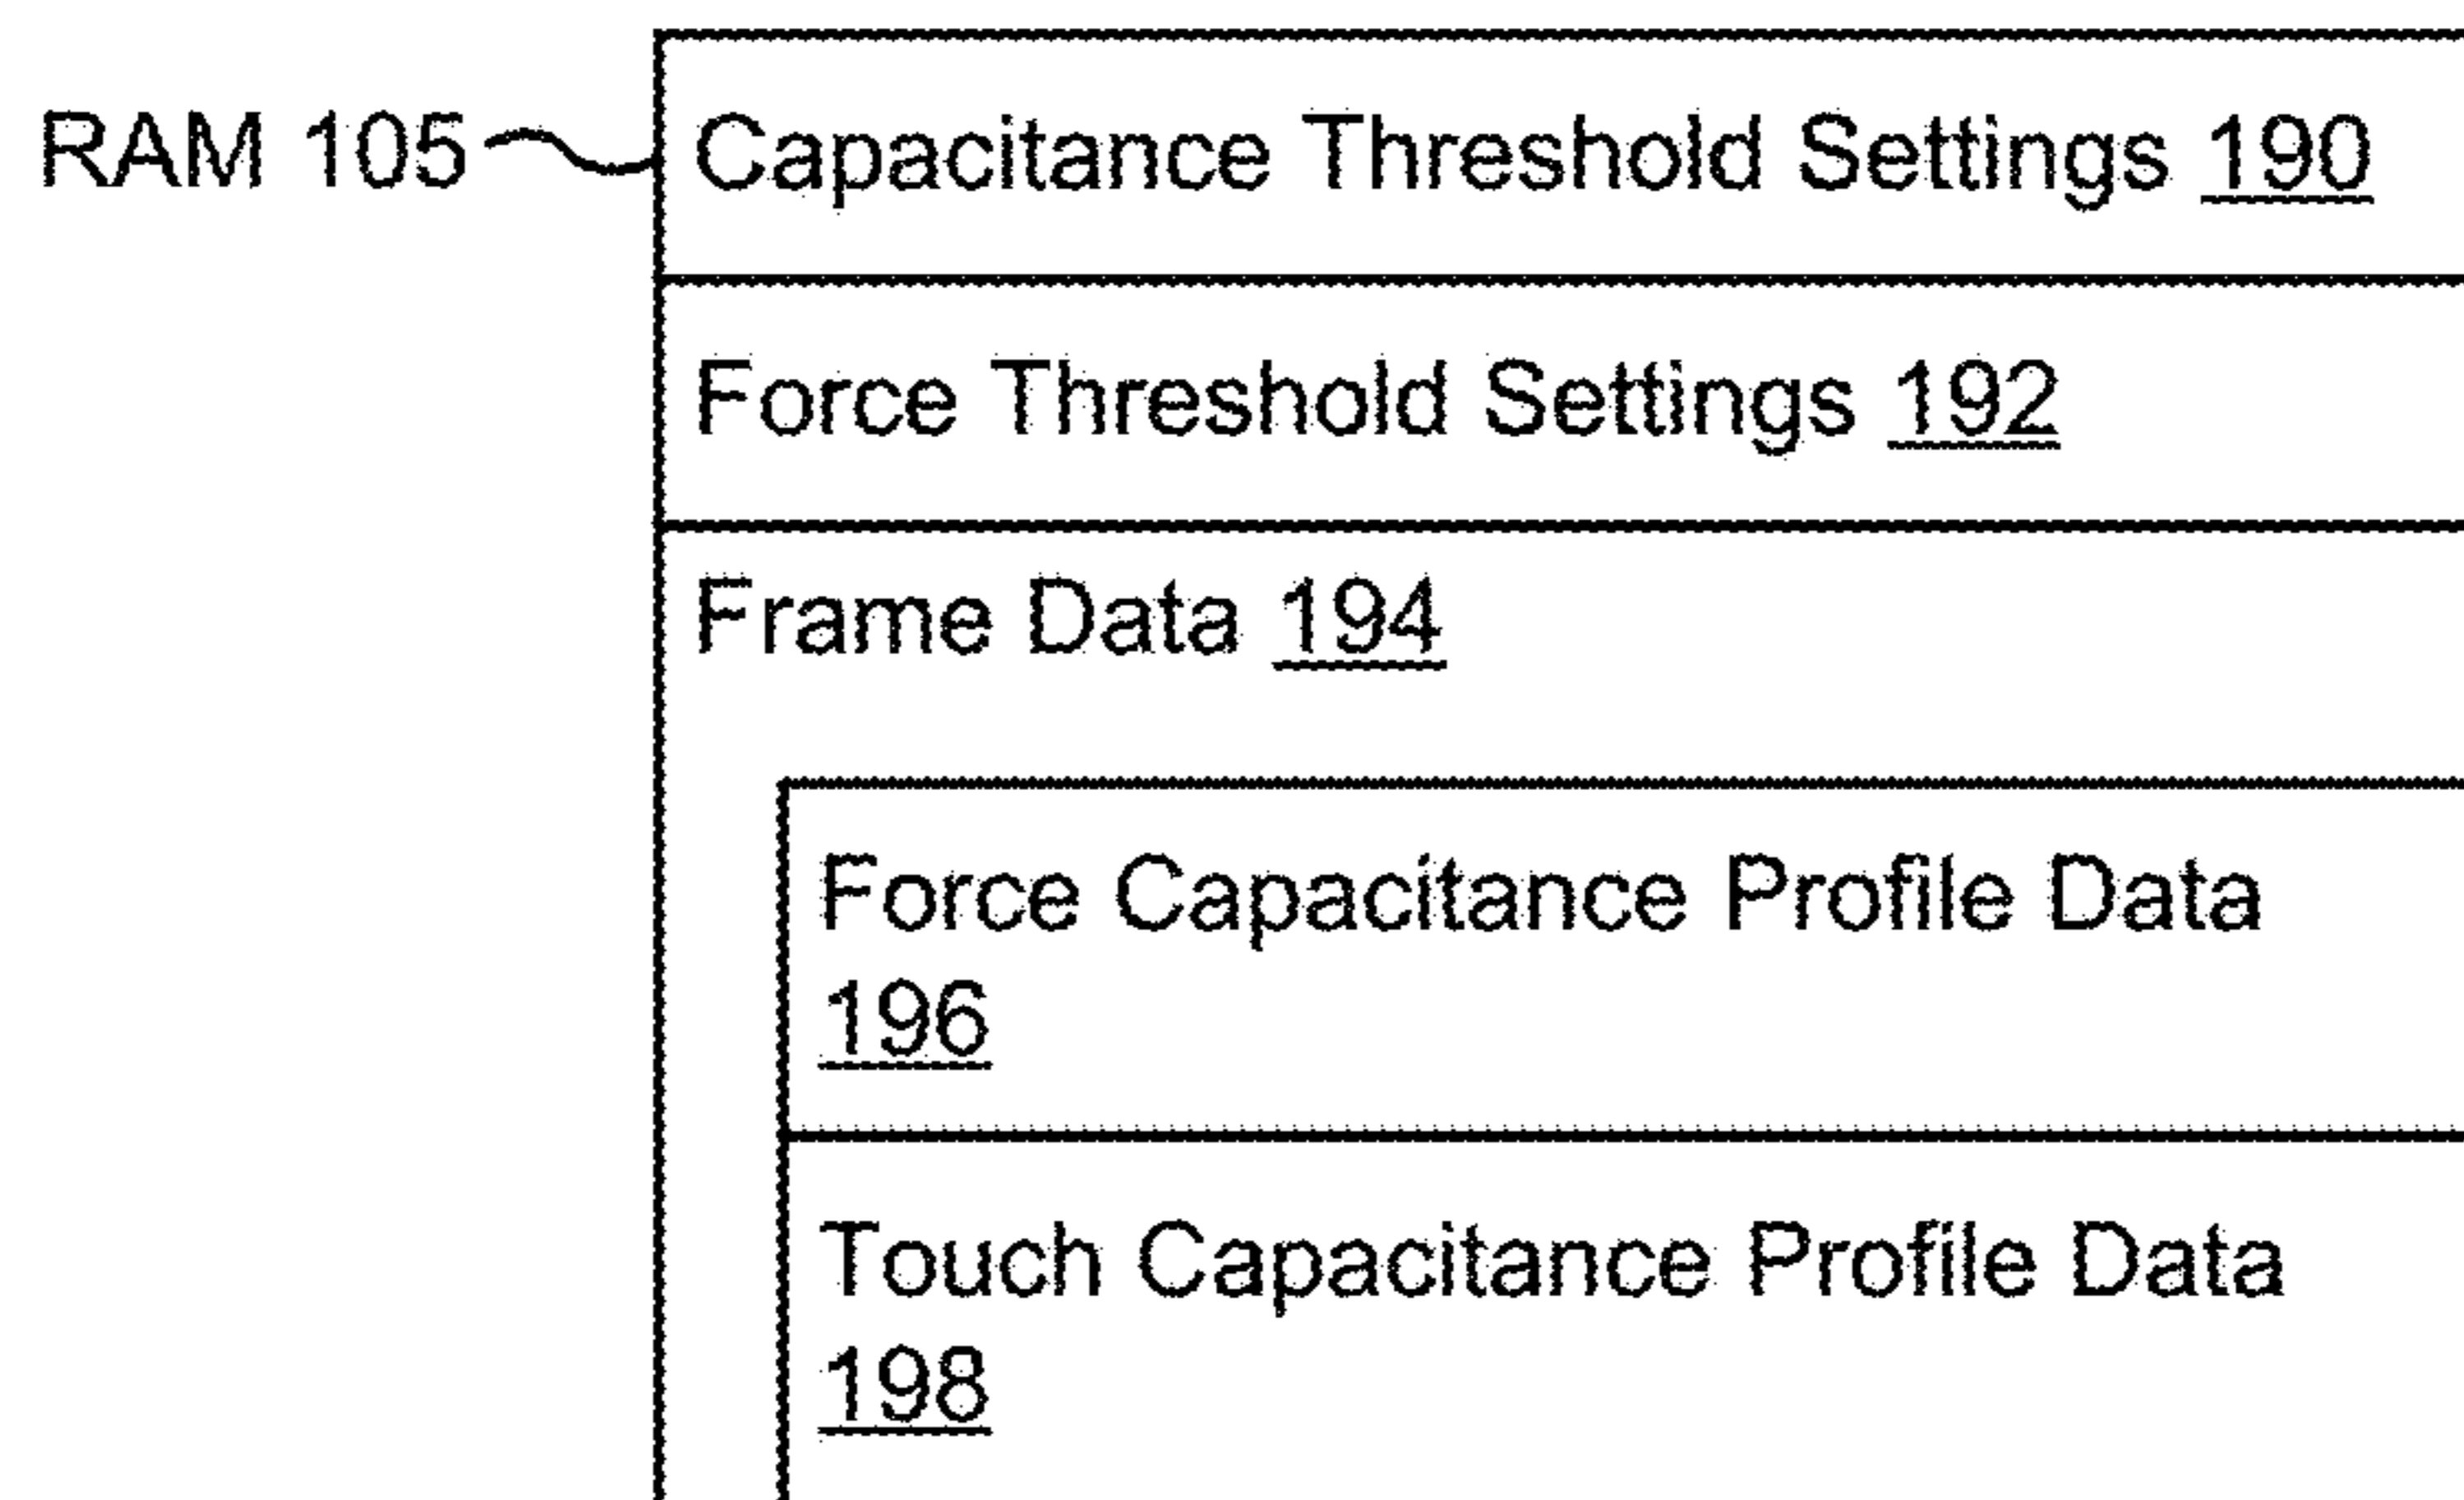 RAM 105
Capacitance Threshold Settings 190
Force Threshold Settings 192
Frame Data 194
Force Capacitance Profile Data
196
Touch Capacitance Profile Data
198